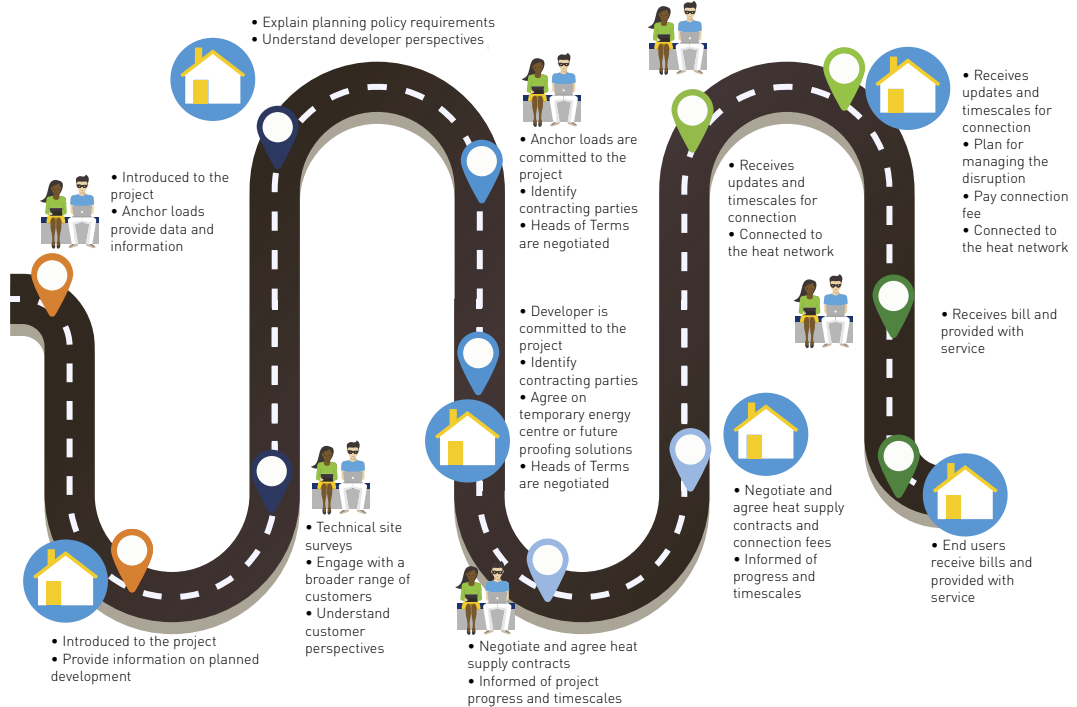 • Explain planning policy requirements
• Understand developer perspectives
• Introduced to the
project
• Anchor loads
provide data and
information
• Introduced to the project
• Provide information on planned
development
• Technical site
surveys
• Engage with a
broader range of
customers
• Understand
customer
perspectives
• Anchor loads are
committed to the
project
• Identify
contracting parties
• Heads of Terms
are negotiated
• Developer is
committed to the
project
• Identify
contracting parties
• Agree on
temporary energy
centre or future
proofing solutions
• Heads of Terms
are negotiated
• Negotiate and agree heat
supply contracts
• Informed of project
progress and timescales
• Receives
updates and
timescales for
connection
• Connected to
the heat network
• Negotiate and
agree heat supply
contracts and
connection fees
• Informed of
progress and
timescales
• Receives
updates and
timescales for
connection
• Plan for
managing the
disruption
• Pay connection
fee
• Connected to
the heat network
• Receives bill and
provided with
service
• End users
receive bills and
provided with
service